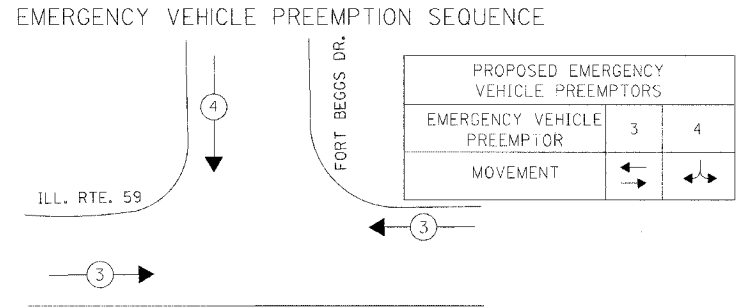 EMERGENCY VEHICLE PREEMPTION SEQUENCE
4
FORT BEGGS DR.
ILL. RTE. 59
3
3
PROPOSED EMERGENCY
VEHICLE PREEMPTORS
EMERGENCY VEHICLE
PREEMPTOR
3
4
MOVEMENT